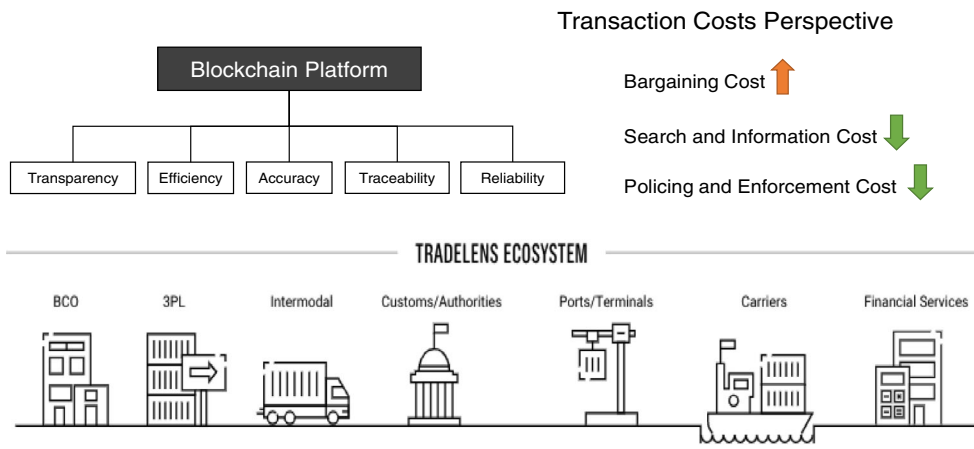 Transaction Costs Perspective
Blockchain Platform
Transparency
Efficiency
Accuracy
Traceability
Reliability
Bargaining Cost
Search and Information Cost
Policing and Enforcement Cost
TRADELENS ECOSYSTEM
BCO
3PL
Intermodal
Customs/Authorities
Ports/Terminals
Carriers
Financial Services